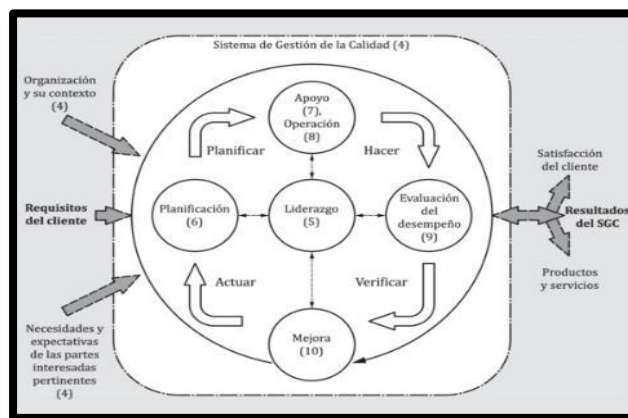 Sistema de Gestión de la Calidad (4)
Organización
y su contexto
(4)
Requisitos
del cliente
Necesidades y
expectativas
de las partes
interesadas
pertinentes
(4)
Apoyo
(7),
Operación
(8)
Planificar
Hacer
Planificación
(6)
Liderazgo
(5)
Evaluación
del
desempeño
(9)
Actuar
Verificar
Mejora
(10)
Satisfacción
del cliente
Resultados
del SGC
Productos
y servicios